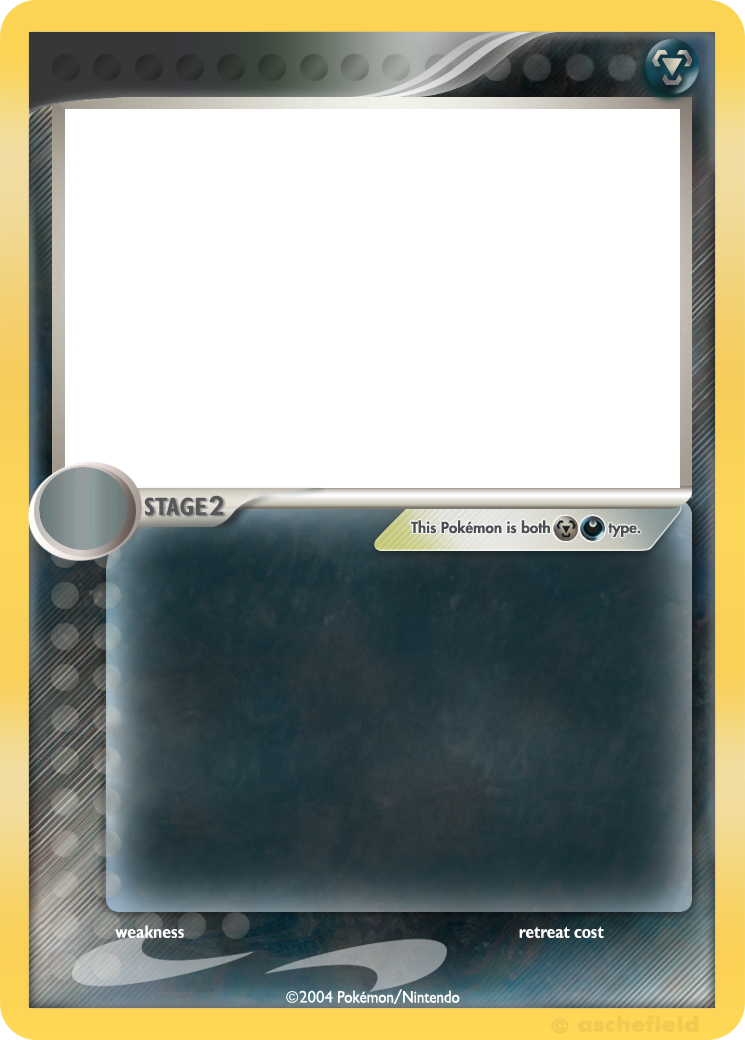 STAGE2
This Pokémon is both type.
weakness
retreat cost
©2004 Pokémon/Nintendo
© aschefield